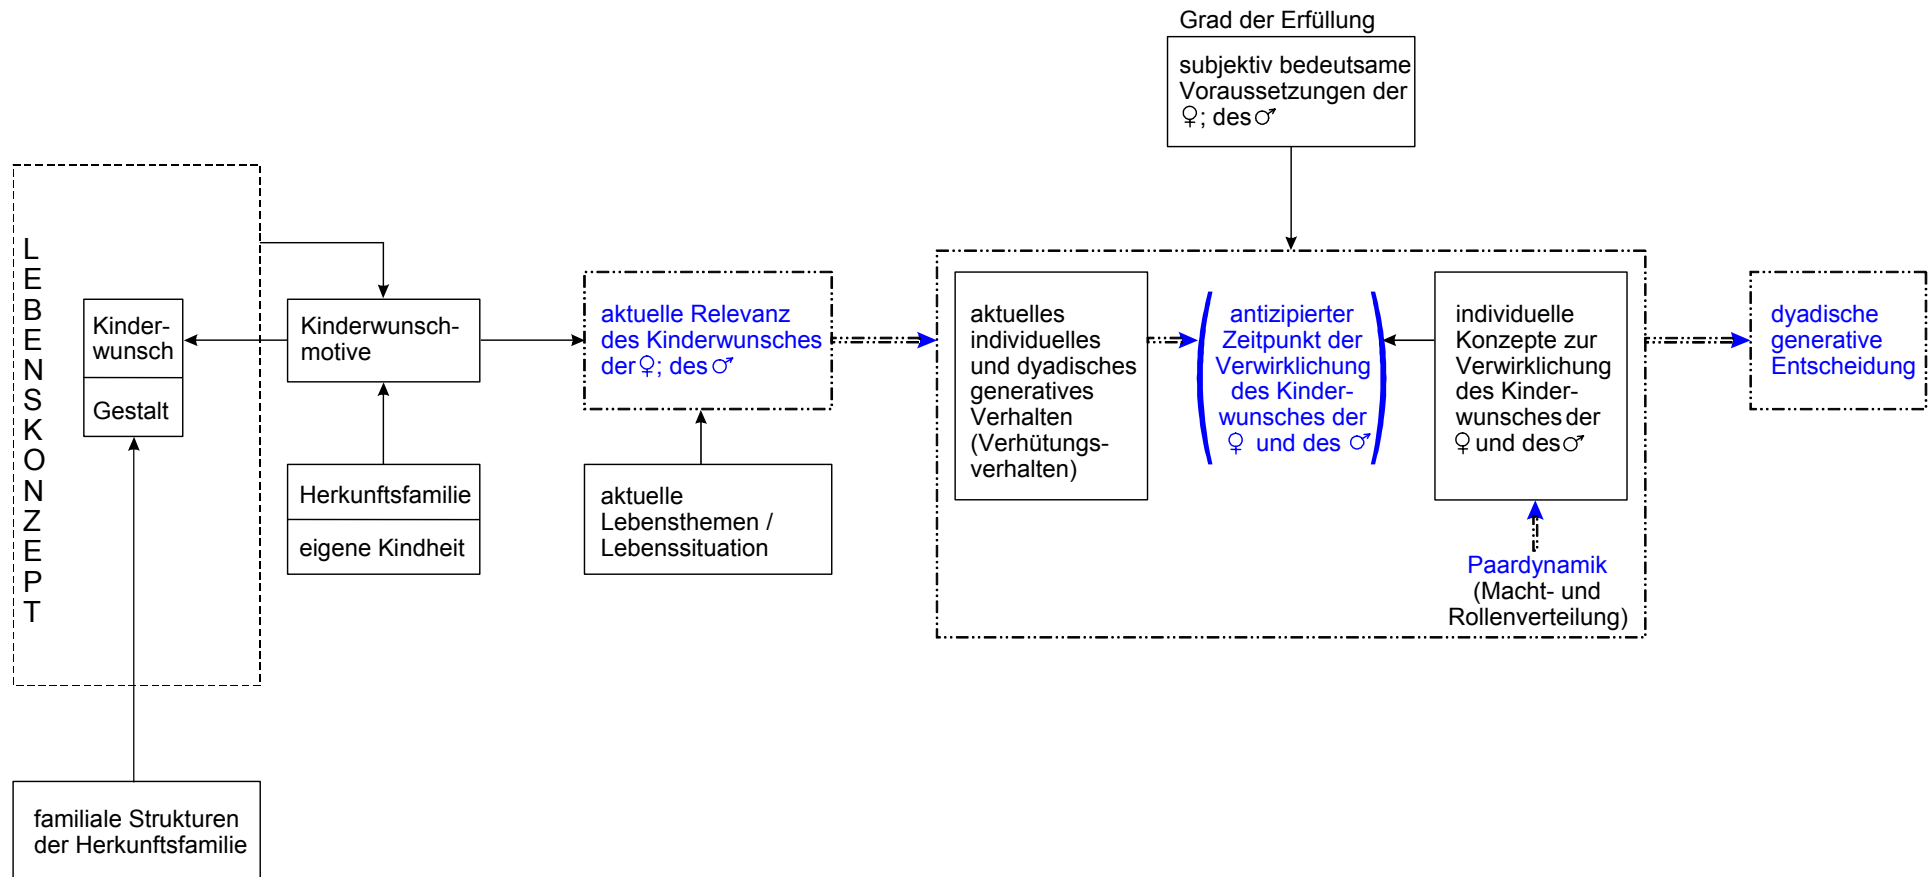 Grad der Erfüllung
subjektiv bedeutsame
Voraussetzungen der
♀; des ♂
LEBENSKONZEPT
Kinder-
wunsch
Gestalt
Kinderwunsch-
motive
Herkunftsfamilie
eigene Kindheit
familiale Strukturen
der Herkunftsfamilie
aktuelle Relevanz
des Kinderwunsches
der ♀; des ♂
aktuelle
Lebensthemen /
Lebenssituation
aktuelles
individuelles
und dyadisches
generatives
Verhalten
(Verhütungs-
verhalten)
antizipierter
Zeitpunkt der
Verwirklichung
des Kinder-
wunsches der
♀ und des ♂
individuelle
Konzepte zur
Verwirklichung
des Kinder-
wunsches der
♀ und des ♂
Paardynamik
(Macht- und
Rollenverteilung)
dyadische
generative
Entscheidung